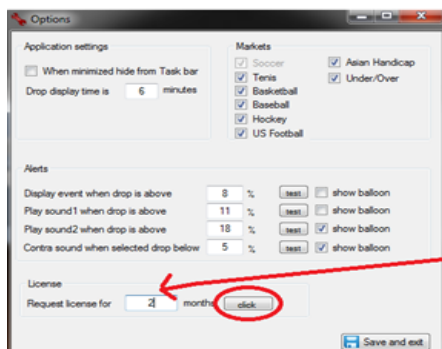 Options
Application settings
When minimized hide from Task bar
Drop display time is 6 minutes
Markets
Soccer
Tenis
Basketball
Baseball
Hockey
US Football
Asian Handicap
Under/Over
Alerts
Display event when drop is above 8 % test show balloon
Play sound1 when drop is above 11 % test show balloon
Play sound2 when drop is above 18 % test show balloon
Contra sound when selected drop below 5 % test show balloon
License
Request license for 2 months click
Save and exit